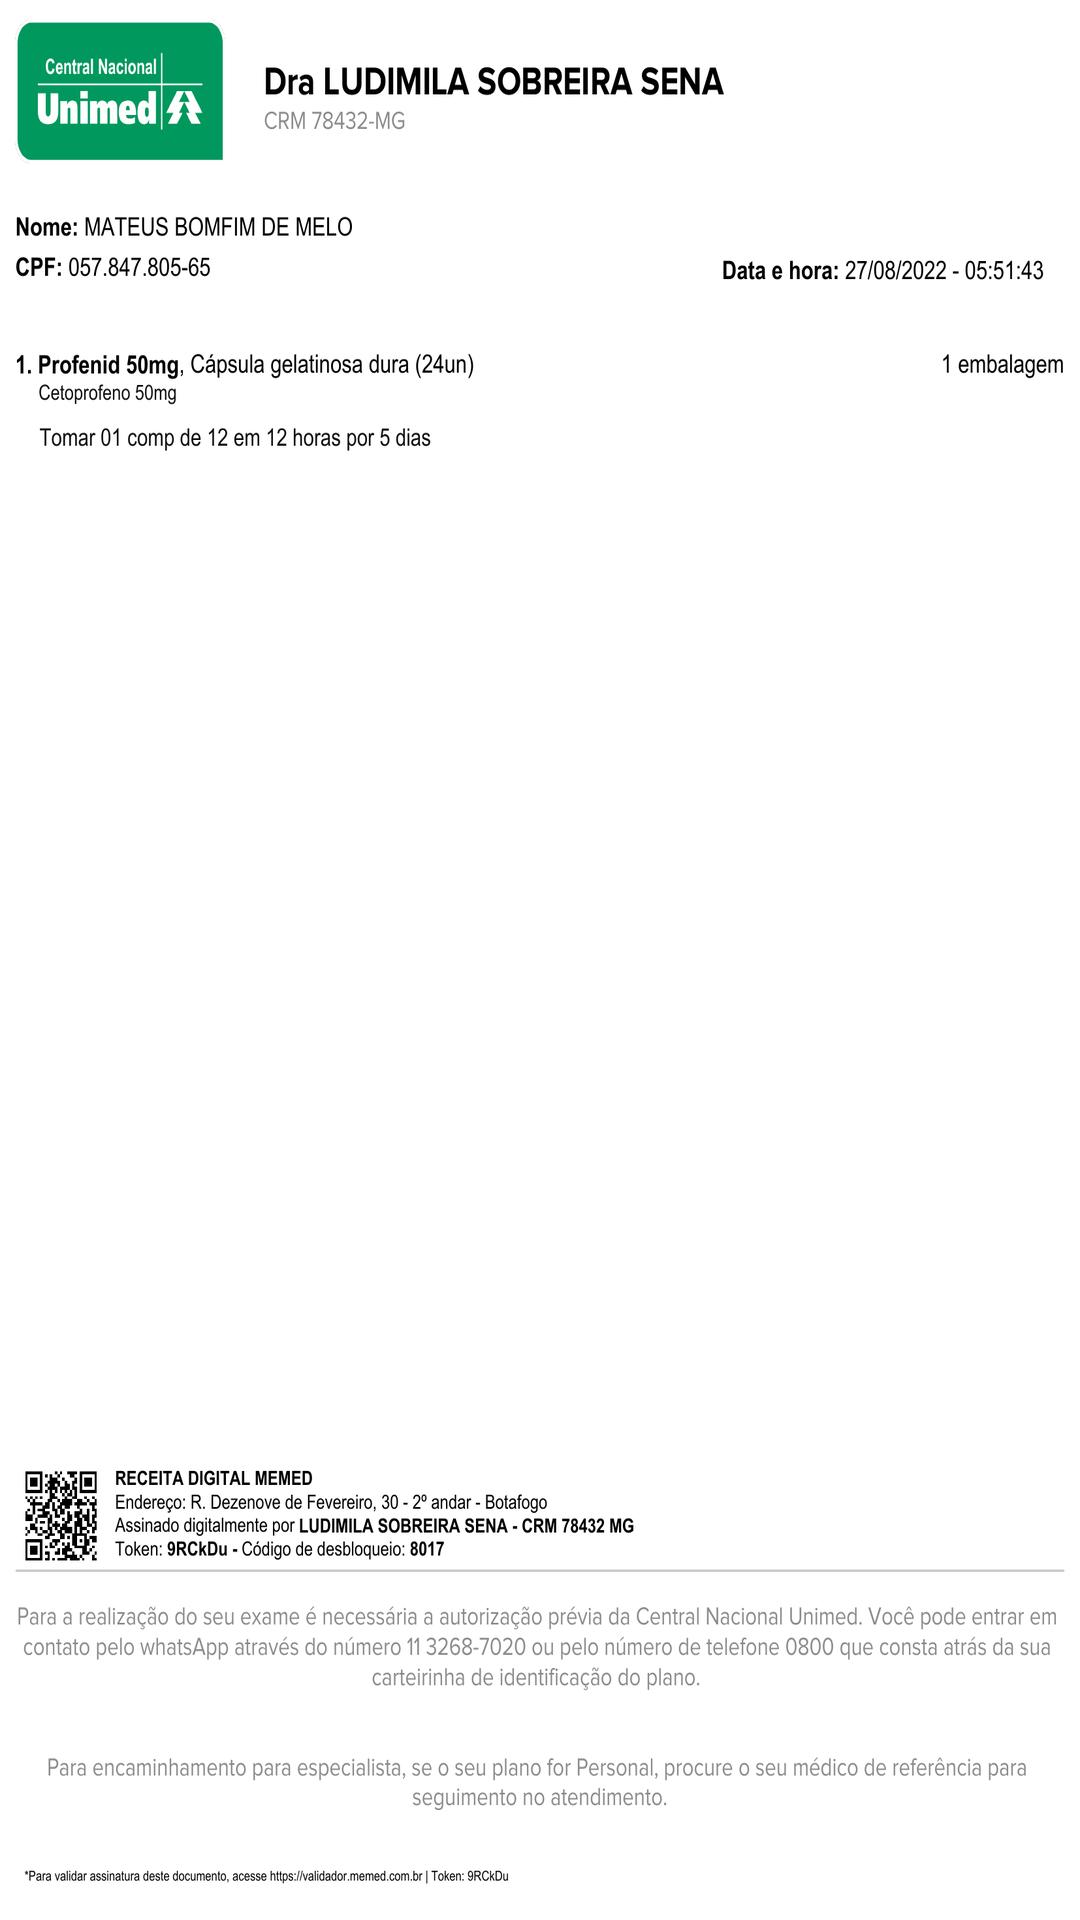 Central Nacional
Unimed
Dra LUDIMILA SOBREIRA SENA
CRM 78432-MG
Nome: MATEUS BOMFIM DE MELO
CPF: 057.847.805-65
Data e hora: 27/08/2022 - 05:51:43
1. Profenid 50mg, Cápsula gelatinosa dura (24un) 1 embalagem
Cetoprofeno 50mg
Tomar 01 comp de 12 em 12 horas por 5 dias
RECEITA DIGITAL MEMED
Endereço: R. Dezenove de Fevereiro, 30 - 2º andar - Botafogo
Assinado digitalmente por LUDIMILA SOBREIRA SENA - CRM 78432 MG
Token: 9RCkDu - Código de desbloqueio: 8017
Para a realização do seu exame é necessária a autorização prévia da Central Nacional Unimed. Você pode entrar em
contato pelo whatsApp através do número 11 3268-7020 ou pelo número de telefone 0800 que consta atrás da sua
carteirinha de identificação do plano.
Para encaminhamento para especialista, se o seu plano for Personal, procure o seu médico de referência para
seguimento no atendimento.
*Para validar assinatura deste documento, acesse https://validador.memed.com.br | Token: 9RCkDu